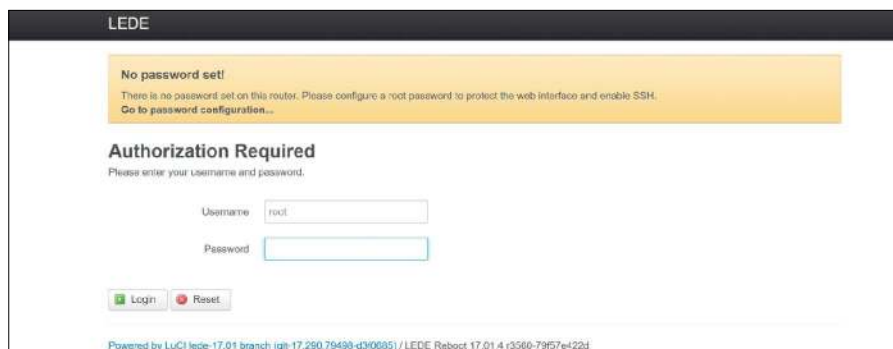 LEDE
No password set!
There is no password set on this router. Please configure a root password to protect the web interface and enable SSH.
Go to password configuration...
Authorization Required
Please enter your username and password.
Username root
Password
Login Reset
Powered by LuCI lede-17.01 branch (git-17.290.79498-d3f0685) / LEDE Reboot 17.01.4 r3560-79f57e422d